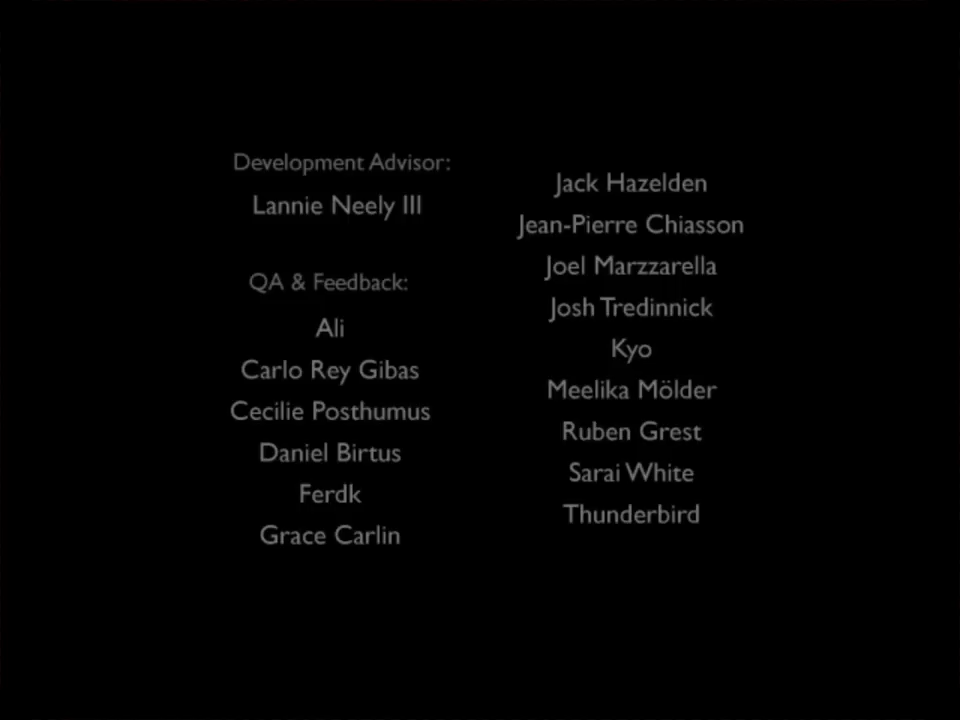 Development Advisor:
Lannie Neely III
QA & Feedback:
Ali
Carlo Rey Gibas
Cecilie Posthumus
Daniel Birtus
Ferdk
Grace Carlin
Jack Hazelden
Jean-Pierre Chiasson
Joel Marzzarella
Josh Tredinnick
Kyo
Meelika Mölder
Ruben Grest
Sarai White
Thunderbird